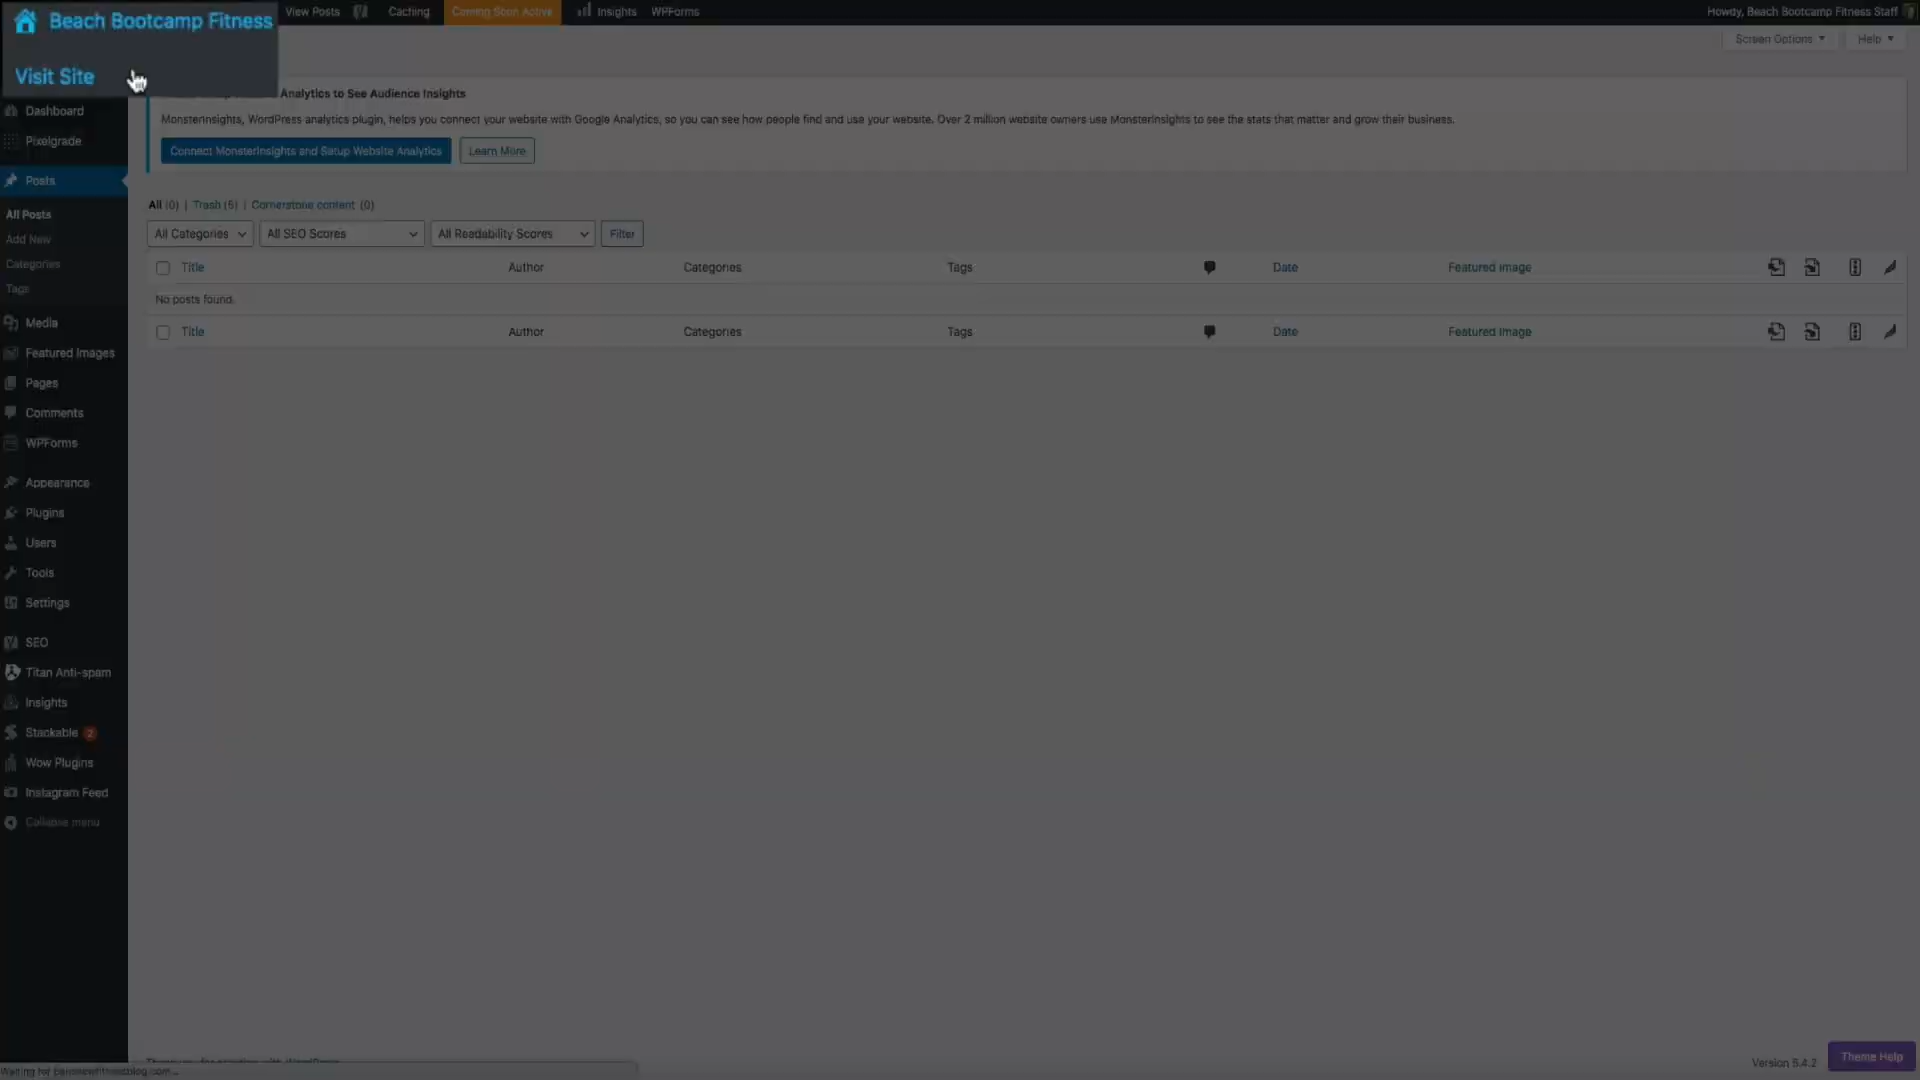 Beach Bootcamp Fitness
View Posts
Caching
Coming Soon Active
Insights
WPForms
Howdy, Beach Bootcamp Fitness Staff
Visit Site
Screen Options
Help
Analytics to See Audience Insights
MonsterInsights, WordPress analytics plugin, helps you connect your website with Google Analytics, so you can see how people find and use your website. Over 2 million website owners use MonsterInsights to see the stats that matter and grow their business.
Connect MonsterInsights and Setup Website Analytics
Learn More
Dashboard
Pixelgrade
Posts
All Posts
Add New
Categories
Tags
Media
Featured Images
Pages
Comments
WPForms
Appearance
Plugins
Users
Tools
Settings
SEO
Titan Anti-spam
Insights
Stackable 2
Wow Plugins
Instagram Feed
Collapse menu
All (0) | Trash (5) | Cornerstone content (0)
All Categories
All SEO Scores
All Readability Scores
Filter
Title Author Categories Tags Date Featured Image
No posts found.
Title Author Categories Tags Date Featured Image
Version 5.4.2
Theme Help
Waiting for